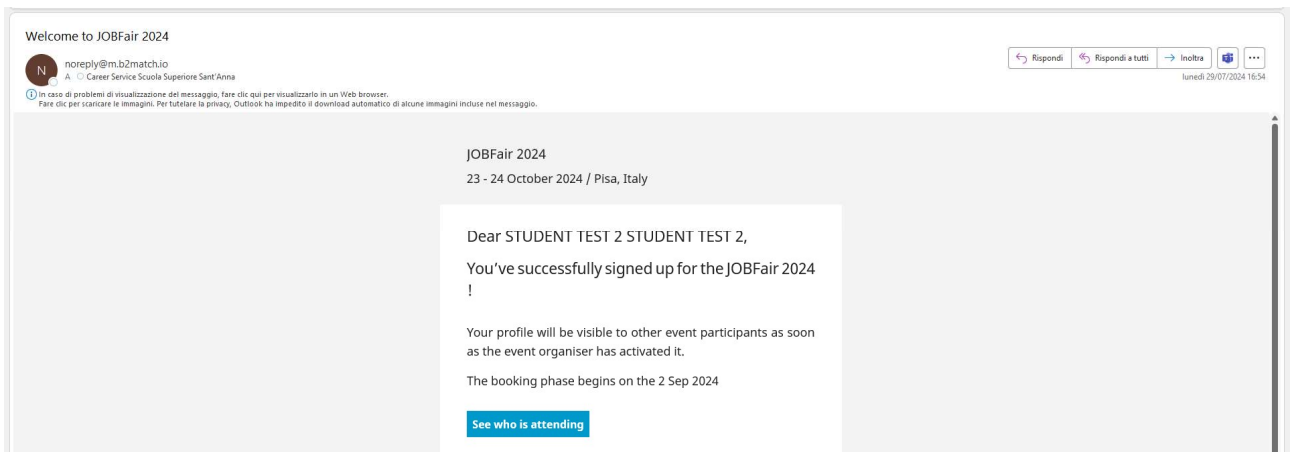 Welcome to JOBFair 2024
N
noreply@m.b2match.io
A Career Service Scuola Superiore Sant'Anna
Rispondi
Rispondi a tutti
Inoltra
lunedì 29/07/2024 16:54
In caso di problemi di visualizzazione del messaggio, fare clic qui per visualizzarlo in un Web browser.
Fare clic per scaricare le immagini. Per tutelare la privacy, Outlook ha impedito il download automatico di alcune immagini incluse nel messaggio.
JOBFair 2024
23 - 24 October 2024 / Pisa, Italy
Dear STUDENT TEST 2 STUDENT TEST 2,
You've successfully signed up for the JOBFair 2024
!
Your profile will be visible to other event participants as soon
as the event organiser has activated it.
The booking phase begins on the 2 Sep 2024
See who is attending